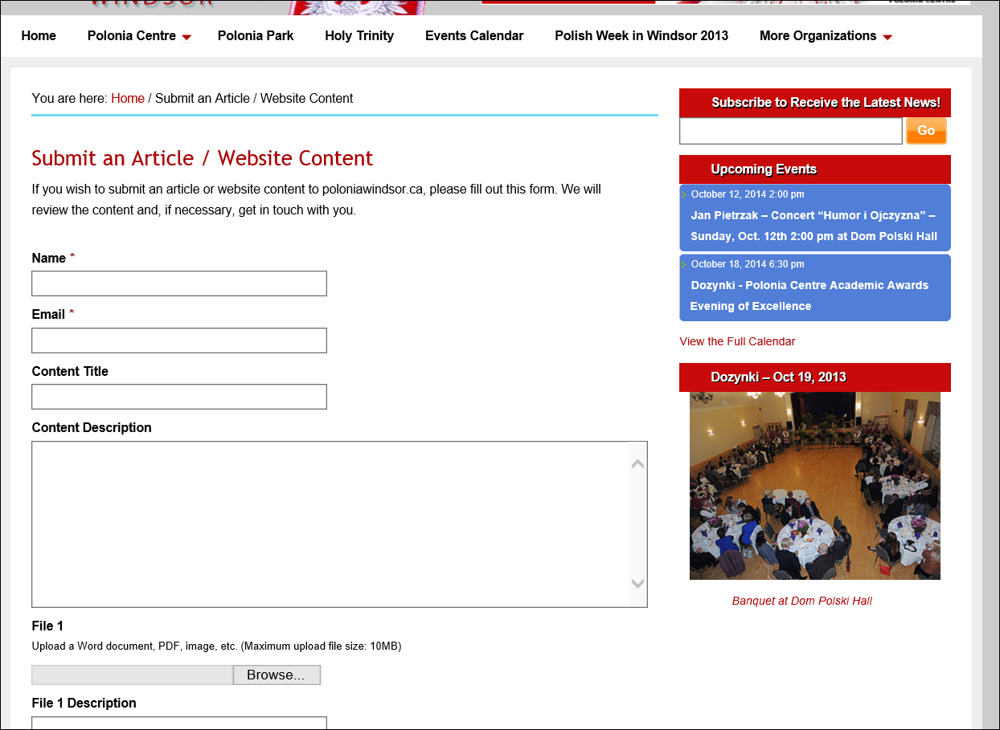 WINDSOR
POLONIA CENTRE
Home
Polonia Centre
Polonia Park
Holy Trinity
Events Calendar
Polish Week in Windsor 2013
More Organizations
You are here: Home / Submit an Article / Website Content
Submit an Article / Website Content
If you wish to submit an article or website content to poloniawindsor.ca, please fill out this form. We will
review the content and, if necessary, get in touch with you.
Name *
Email *
Content Title
Content Description
File 1
Upload a Word document, PDF, image, etc. (Maximum upload file size: 10MB)
Browse...
File 1 Description
Subscribe to Receive the Latest News!
Go
Upcoming Events
October 12, 2014 2:00 pm
Jan Pietrzak – Concert “Humor i Ojczyzna” –
Sunday, Oct. 12th 2:00 pm at Dom Polski Hall
October 18, 2014 6:30 pm
Dozynki - Polonia Centre Academic Awards
Evening of Excellence
View the Full Calendar
Dozynki – Oct 19, 2013
Banquet at Dom Polski Hall